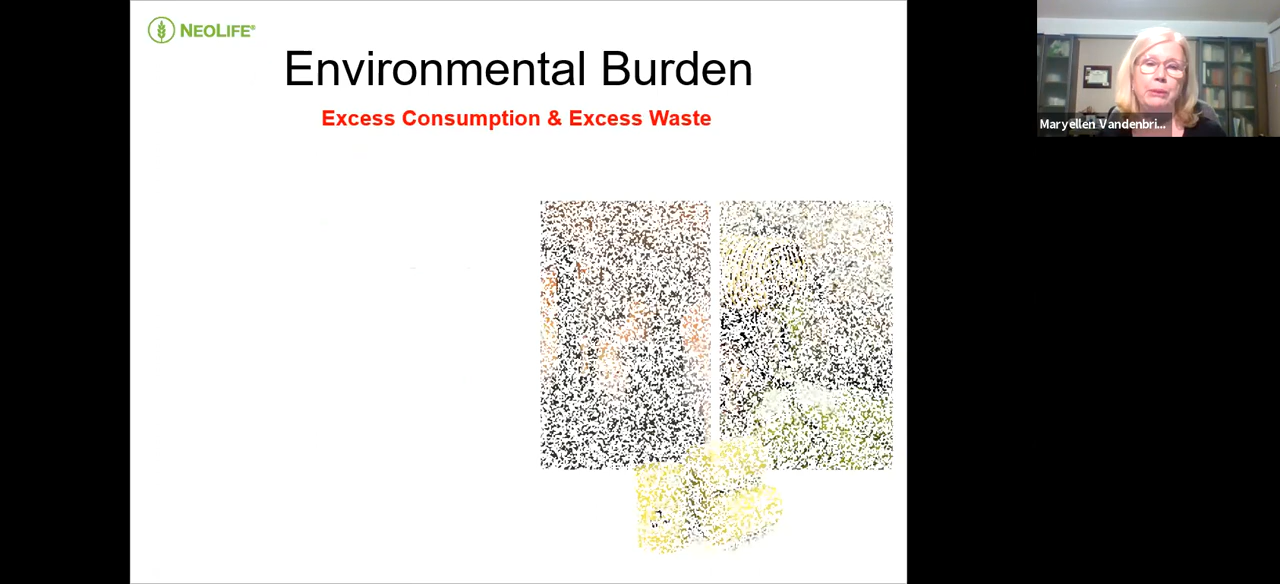 NEOLIFE®
Environmental Burden
Excess Consumption & Excess Waste
Maryellen Vandenbri...